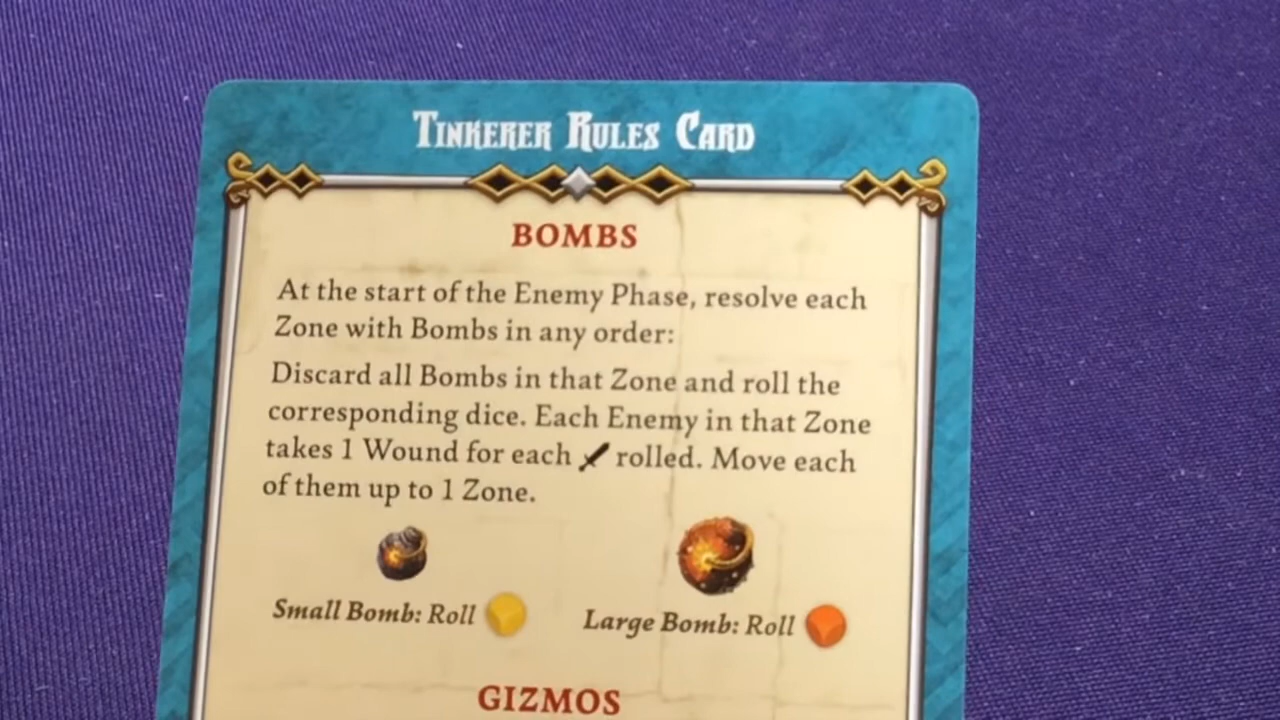 Tinkerer Rules Card
BOMBS
At the start of the Enemy Phase, resolve each
Zone with Bombs in any order:
Discard all Bombs in that Zone and roll the
corresponding dice. Each Enemy in that Zone
takes 1 Wound for each rolled. Move each
of them up to 1 Zone.
Small Bomb: Roll
Large Bomb: Roll
GIZMOS